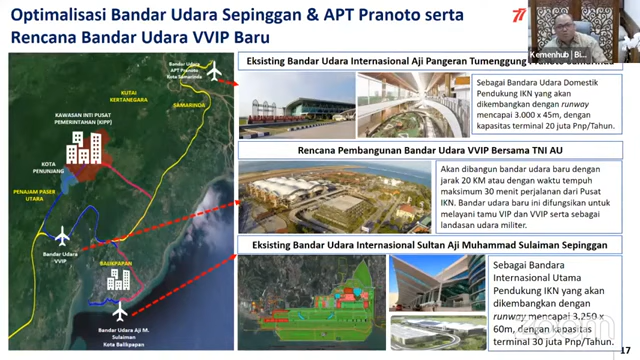 Optimalisasi Bandar Udara Sepinggan & APT Pranoto serta
Rencana Bandar Udara VVIP Baru
Kemenhub | Bi
Bandar Udara
APT Pranoto
Kota Samarinda
KUTAI
KERTANEGARA
SAMARINDA
KAWASAN INTI PUSAT
PEMERINTAHAN (KIPP)
KOTA
PENUNJANG
PENAJAM PASER
UTARA
Bandar Udara
VVIP
BALIKPAPAN
Bandar Udara Aji M.
Sulaiman
Kota Balikpapan
Eksisting Bandar Udara Internasional Aji Pangeran Tumenggung
Sebagai Bandara Udara Domestik
Pendukung IKN yang akan
dikembangkan dengan runway
mencapai 3.000 x 45m, dengan
kapasitas terminal 20 juta Pnp/Tahun.
Rencana Pembangunan Bandar Udara VVIP Bersama TNI AU
Akan dibangun bandar udara baru dengan
jarak 20 KM atau dengan waktu tempuh
maksimum 30 menit perjalanan dari Pusat
IKN. Bandar udara baru ini difungsikan untuk
melayani tamu VIP dan VVIP serta sebagai
landasan udara militer.
Eksisting Bandar Udara Internasional Sultan Aji Muhammad Sulaiman Sepinggan
Sebagai Bandara
Internasional Utama
Pendukung IKN yang akan
dikembangkan dengan
runway mencapai 3.250 x
60m, dengan kapasitas
terminal 30 juta Pnp/Tahun.
zoom
17